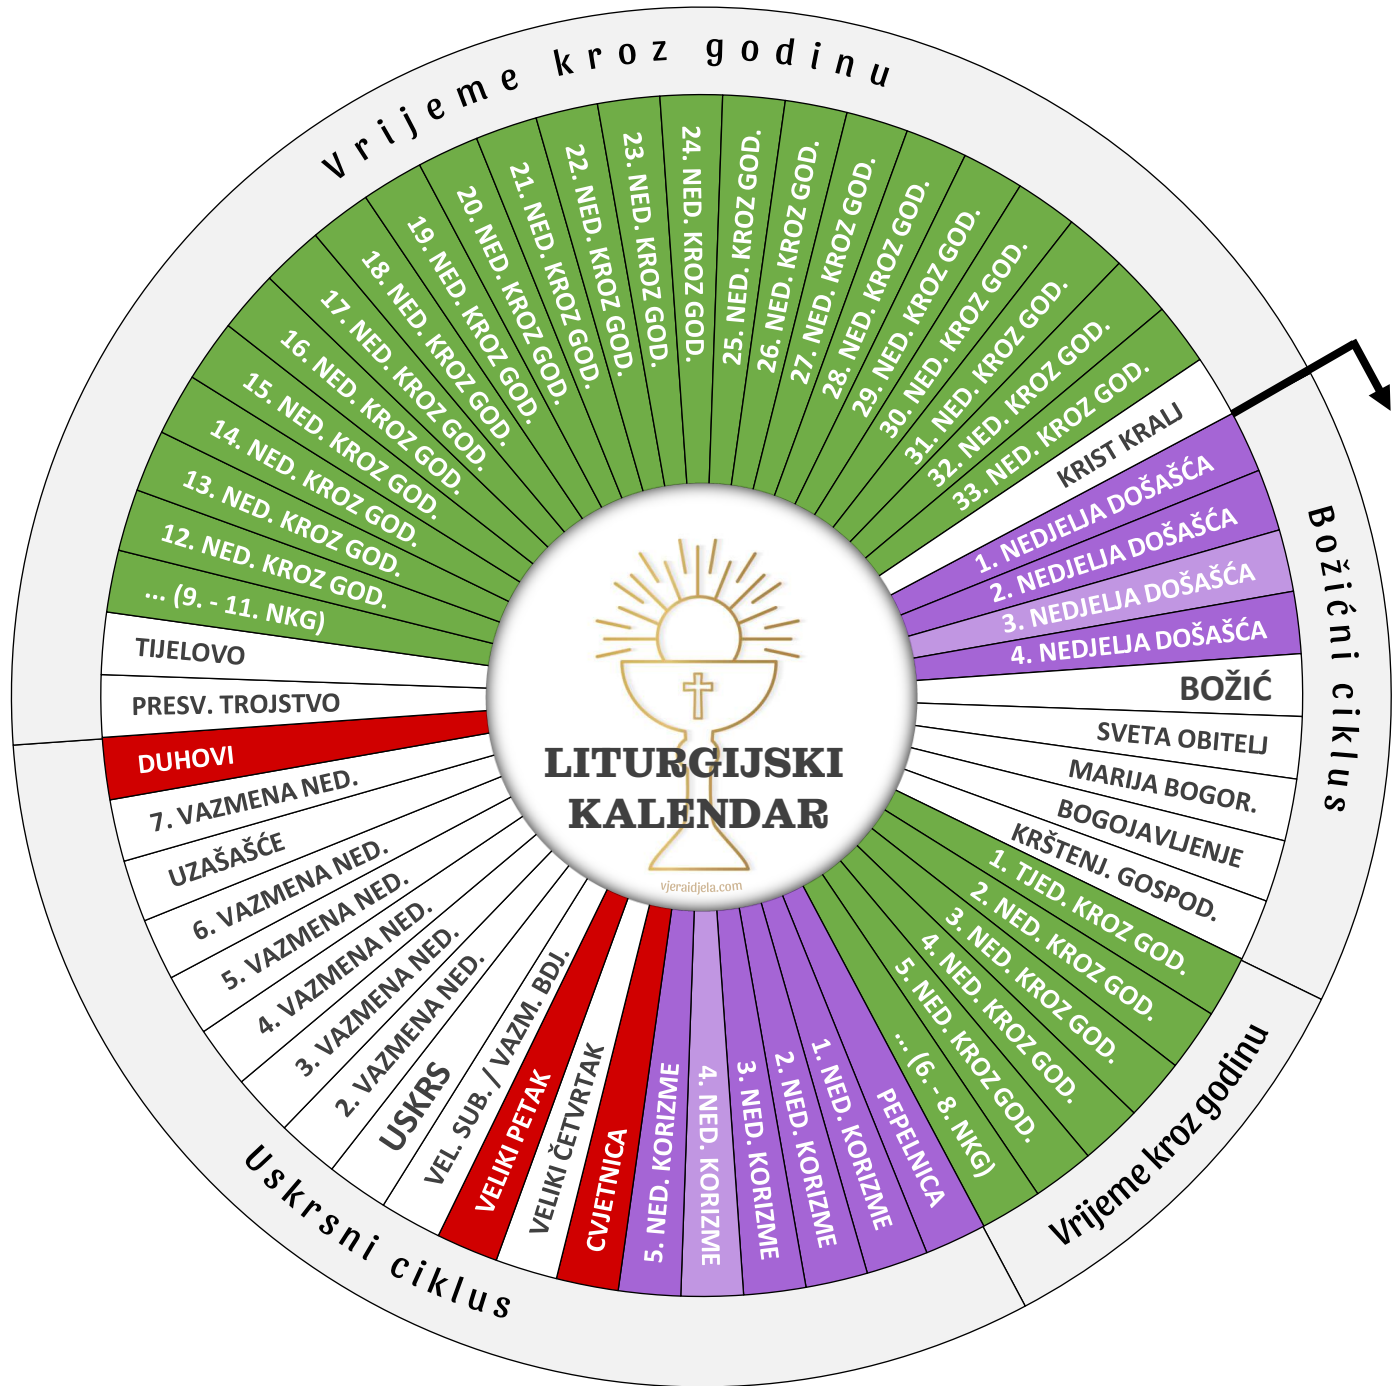 Vrijeme kroz godinu
Božićni ciklus
Vrijeme kroz godinu
Uskrsni ciklus
1. NEDJELJA DOŠAŠĆA
2. NEDJELJA DOŠAŠĆA
3. NEDJELJA DOŠAŠĆA
4. NEDJELJA DOŠAŠĆA
BOŽIĆ
SVETA OBITELJ
MARIJA BOGOR.
BOGOJAVLJENJE
KRŠTENJ. GOSPOD.
1. TJED. KROZ GOD.
2. NED. KROZ GOD.
3. NED. KROZ GOD.
4. NED. KROZ GOD.
5. NED. KROZ GOD.
... (6. - 8. NKG)
PEPELNICA
1. NED. KORIZME
2. NED. KORIZME
3. NED. KORIZME
4. NED. KORIZME
5. NED. KORIZME
CVJETNICA
VELIKI ČETVRTAK
VELIKI PETAK
VEL. SUB. / VAZM. BDJ.
USKRS
2. VAZMENA NED.
3. VAZMENA NED.
4. VAZMENA NED.
5. VAZMENA NED.
6. VAZMENA NED.
UZAŠAŠĆE
7. VAZMENA NED.
DUHOVI
PRESV. TROJSTVO
TIJELOVO
... (9. - 11. NKG)
12. NED. KROZ GOD.
13. NED. KROZ GOD.
14. NED. KROZ GOD.
15. NED. KROZ GOD.
16. NED. KROZ GOD.
17. NED. KROZ GOD.
18. NED. KROZ GOD.
19. NED. KROZ GOD.
20. NED. KROZ GOD.
21. NED. KROZ GOD.
22. NED. KROZ GOD.
23. NED. KROZ GOD.
24. NED. KROZ GOD.
25. NED. KROZ GOD.
26. NED. KROZ GOD.
27. NED. KROZ GOD.
28. NED. KROZ GOD.
29. NED. KROZ GOD.
30. NED. KROZ GOD.
31. NED. KROZ GOD.
32. NED. KROZ GOD.
33. NED. KROZ GOD.
KRIST KRALJ
LITURGIJSKI
KALENDAR
vjeraidjela.com